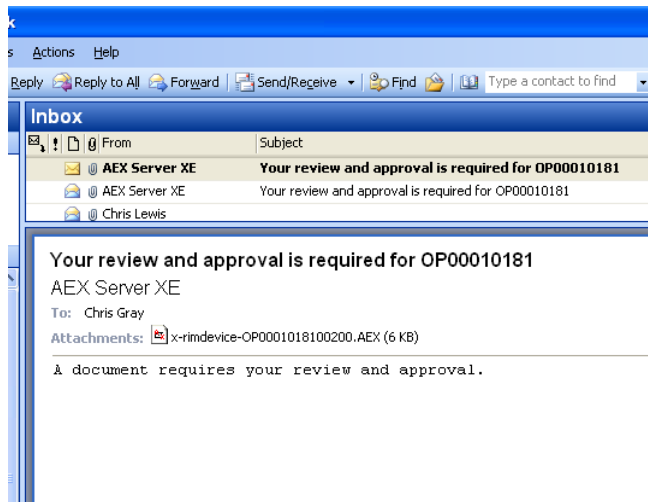 k
s Actions Help
Reply Reply to All Forward Send/Receive Find Type a contact to find
Inbox
! From Subject
AEX Server XE Your review and approval is required for OP00010181
AEX Server XE Your review and approval is required for OP00010181
Chris Lewis
Your review and approval is required for OP00010181
AEX Server XE
To: Chris Gray
Attachments: x-rimdevice-OP0001018100200.AEX (6 KB)
A document requires your review and approval.